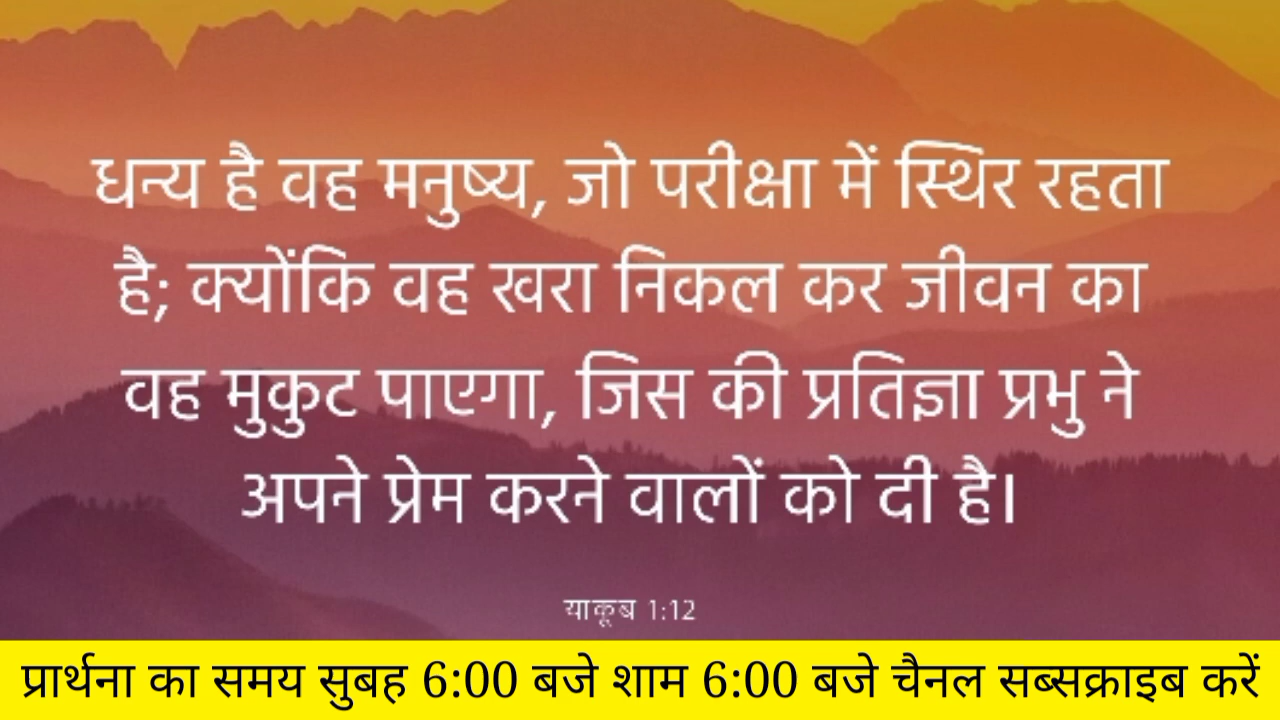 धन्य है वह मनुष्य, जो परीक्षा में स्थिर रहता
है; क्योंकि वह खरा निकल कर जीवन का
वह मुकुट पाएगा, जिस की प्रतिज्ञा प्रभु ने
अपने प्रेम करने वालों को दी है।
याकूब 1:12
प्रार्थना का समय सुबह 6:00 बजे शाम 6:00 बजे चैनल सब्सक्राइब करें